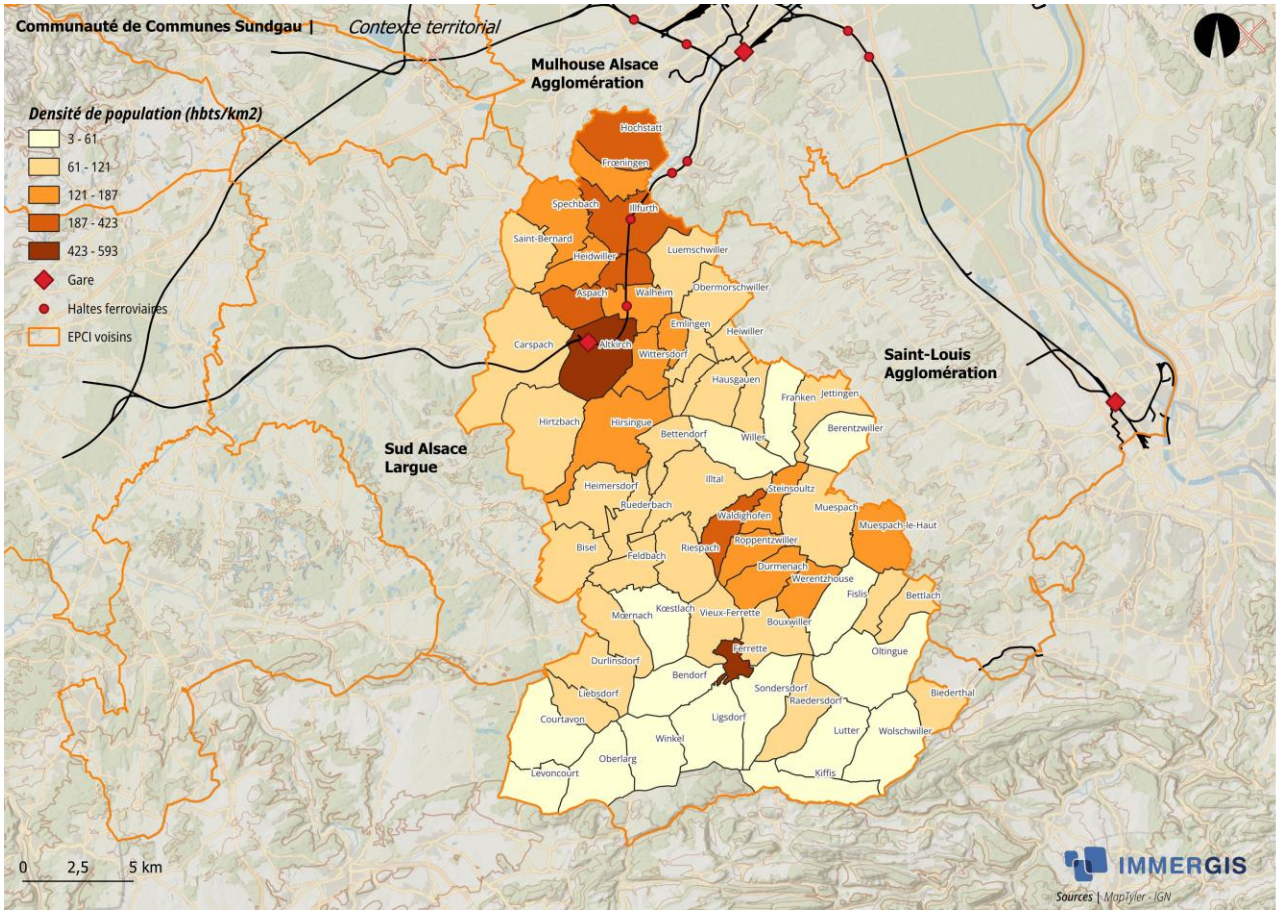 Communauté de Communes Sundgau | Contexte territorial
Mulhouse Alsace
Agglomération
Densité de population (hbts/km2)
3 - 61
61 - 121
121 - 187
187 - 423
423 - 593
Gare
Haltes ferroviaires
EPCI voisins
Hochstatt
Frœningen
Spechbach
Illfurth
Saint-Bernard
Heidwiller
Luemschwiller
Aspach
Walheim
Obermorschwiller
Carspach
Altkirch
Emlingen
Heiwiller
Wittersdorf
Saint-Louis
Agglomération
Hausgauen
Franken
Jettingen
Hirtzbach
Hirsingue
Bettendorf
Willer
Berentzwiller
Sud Alsace
Largue
Heimersdorf
Illtal
Steinsoultz
Ruederbach
Muespach
Waldighofen
Muespach-le-Haut
Bisel
Feldbach
Riespach
Roppentzwiller
Durmenach
Werentzhouse
Fislis
Bettlach
Mœrnach
Kœstlach
Vieux-Ferrette
Bouxwiller
Ferrette
Oltingue
Durlinsdorf
Bendorf
Sondersdorf
Liebsdorf
Raedersdorf
Biederthal
Courtavon
Ligsdorf
Lutter
Wolschwiller
Winkel
Oberlarg
Levoncourt
Kiffis
0 2,5 5 km
IMMERGIS
Sources | MapTyler - IGN